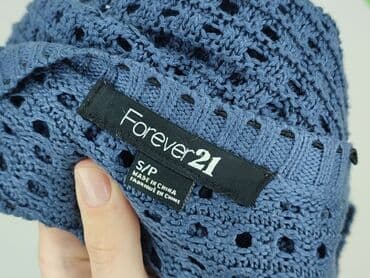 Forever21
S/P
MADE IN CHINA
FABRIQUÉ EN CHINE